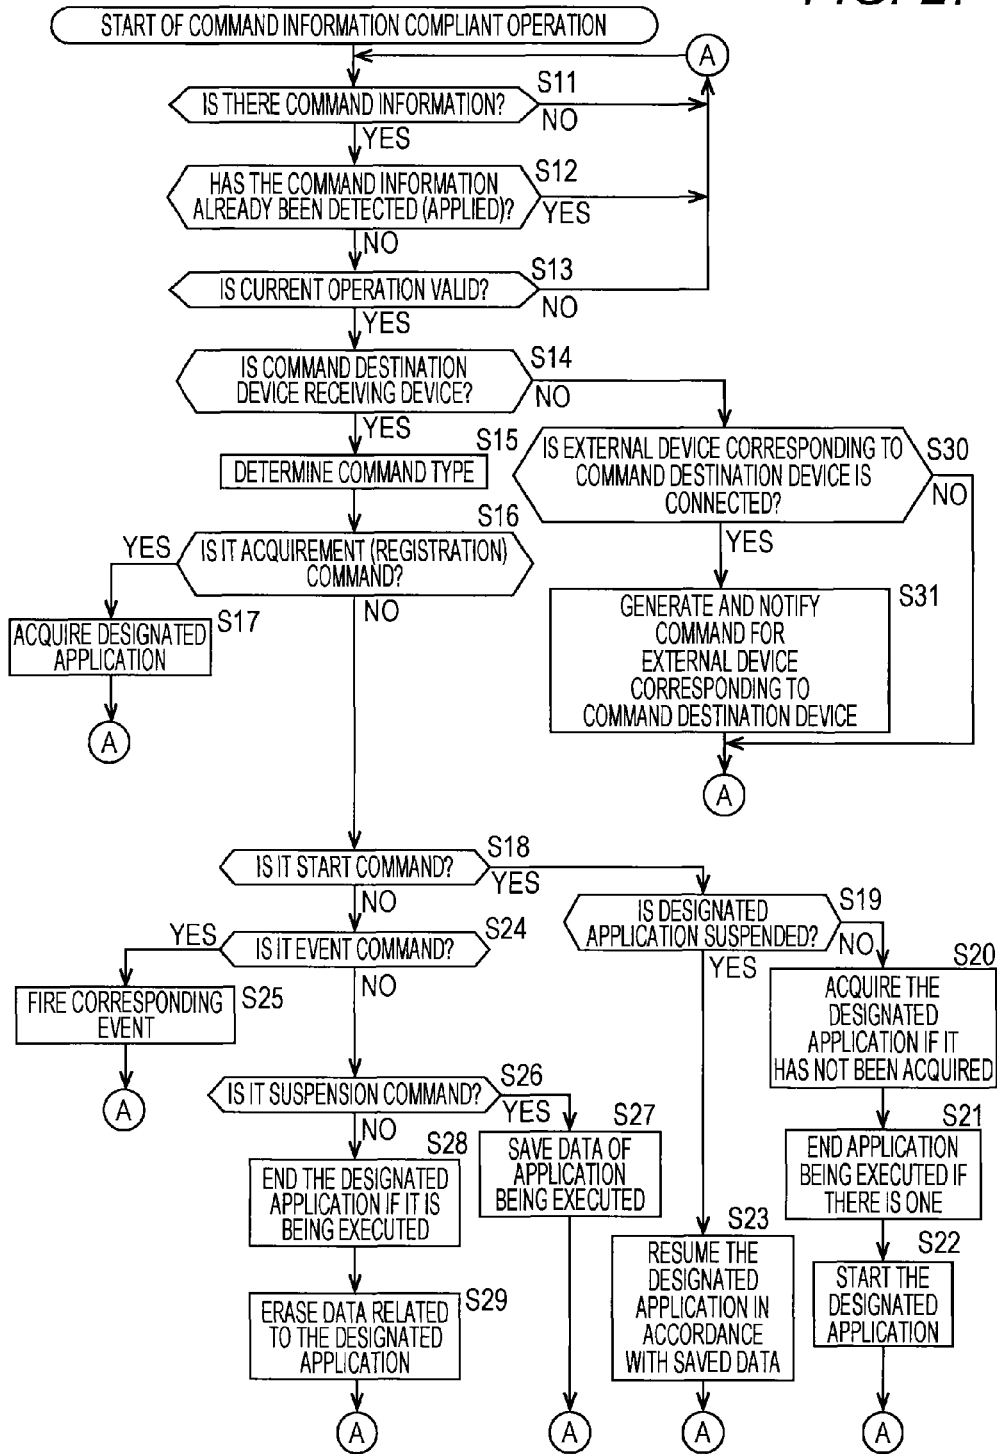 START OF COMMAND INFORMATION COMPLIANT OPERATION
A
IS THERE COMMAND INFORMATION?
S11
NO
YES
HAS THE COMMAND INFORMATION
ALREADY BEEN DETECTED (APPLIED)?
S12
YES
NO
IS CURRENT OPERATION VALID?
S13
NO
YES
IS COMMAND DESTINATION
DEVICE RECEIVING DEVICE?
S14
NO
YES
S15
DETERMINE COMMAND TYPE
IS EXTERNAL DEVICE CORRESPONDING TO
COMMAND DESTINATION DEVICE IS
CONNECTED?
S30
NO
YES
S16
YES
IS IT ACQUIREMENT (REGISTRATION)
COMMAND?
NO
S17
ACQUIRE DESIGNATED
APPLICATION
A
S31
GENERATE AND NOTIFY
COMMAND FOR
EXTERNAL DEVICE
CORRESPONDING TO
COMMAND DESTINATION DEVICE
A
IS IT START COMMAND?
S18
YES
NO
IS DESIGNATED
APPLICATION SUSPENDED?
S19
NO
YES
YES
IS IT EVENT COMMAND?
S24
NO
FIRE CORRESPONDING
EVENT
S25
A
S20
ACQUIRE THE
DESIGNATED
APPLICATION IF IT
HAS NOT BEEN ACQUIRED
IS IT SUSPENSION COMMAND?
S26
YES
NO
S27
SAVE DATA OF
APPLICATION
BEING EXECUTED
S21
END APPLICATION
BEING EXECUTED IF
THERE IS ONE
S28
END THE DESIGNATED
APPLICATION IF IT IS
BEING EXECUTED
S23
RESUME THE
DESIGNATED
APPLICATION IN
ACCORDANCE
WITH SAVED DATA
S22
START THE
DESIGNATED
APPLICATION
S29
ERASE DATA RELATED
TO THE DESIGNATED
APPLICATION
A
A
A
A